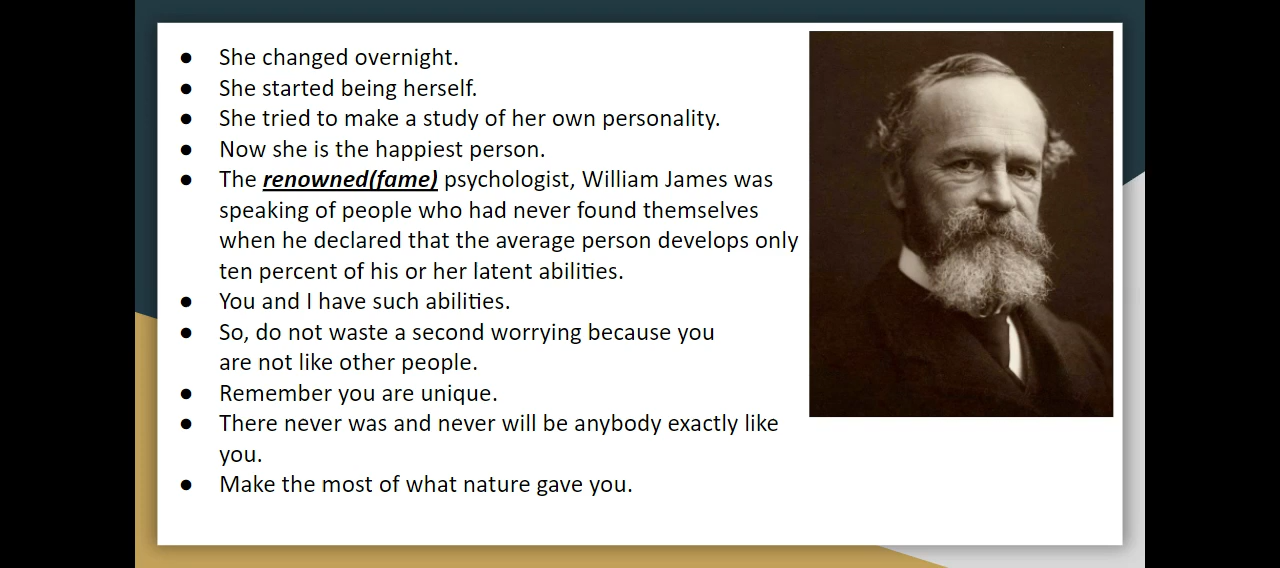 ● She changed overnight.
● She started being herself.
● She tried to make a study of her own personality.
● Now she is the happiest person.
● The renowned(fame) psychologist, William James was
speaking of people who had never found themselves
when he declared that the average person develops only
ten percent of his or her latent abilities.
● You and I have such abilities.
● So, do not waste a second worrying because you
are not like other people.
● Remember you are unique.
● There never was and never will be anybody exactly like
you.
● Make the most of what nature gave you.